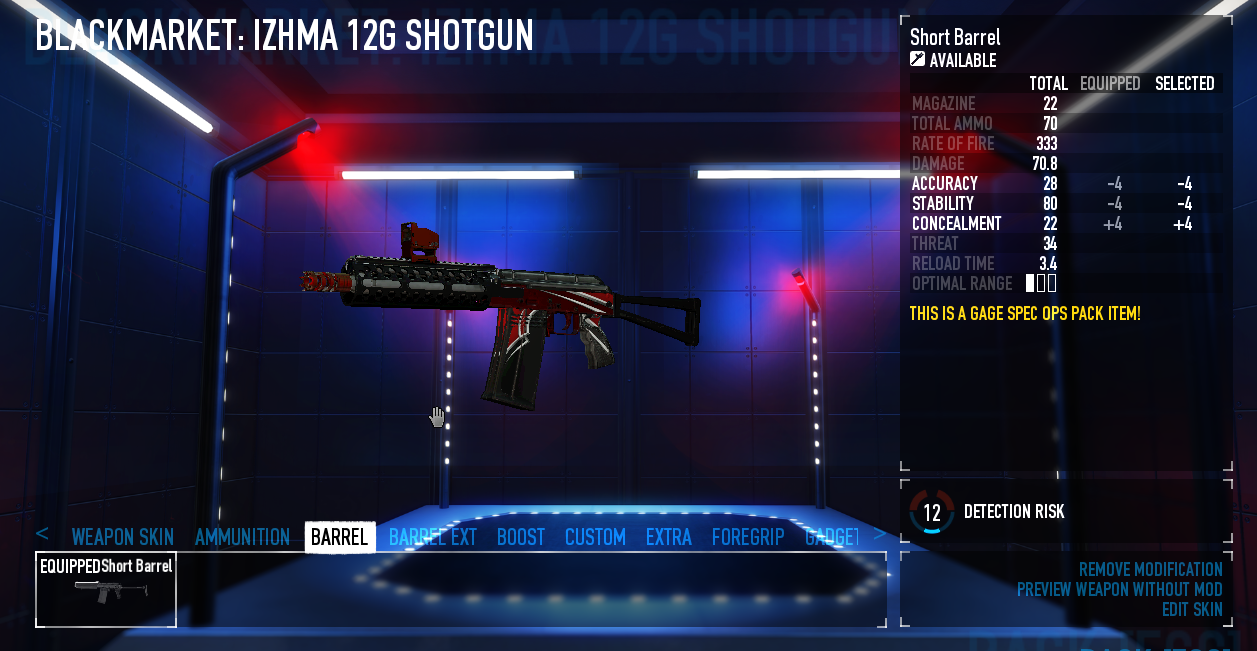 BLACKMARKET: IZHMA 12G SHOTGUN
Short Barrel
AVAILABLE
TOTAL EQUIPPED SELECTED
MAGAZINE 22
TOTAL AMMO 70
RATE OF FIRE 333
DAMAGE 70.8
ACCURACY 28 -4 -4
STABILITY 80 -4 -4
CONCEALMENT 22 +4 +4
THREAT 34
RELOAD TIME 3.4
OPTIMAL RANGE
THIS IS A GAGE SPEC OPS PACK ITEM!
12 DETECTION RISK
< WEAPON SKIN AMMUNITION BARREL BARREL EXT BOOST CUSTOM EXTRA FOREGRIP GADGET >
EQUIPPED Short Barrel
REMOVE MODIFICATION
PREVIEW WEAPON WITHOUT MOD
EDIT SKIN